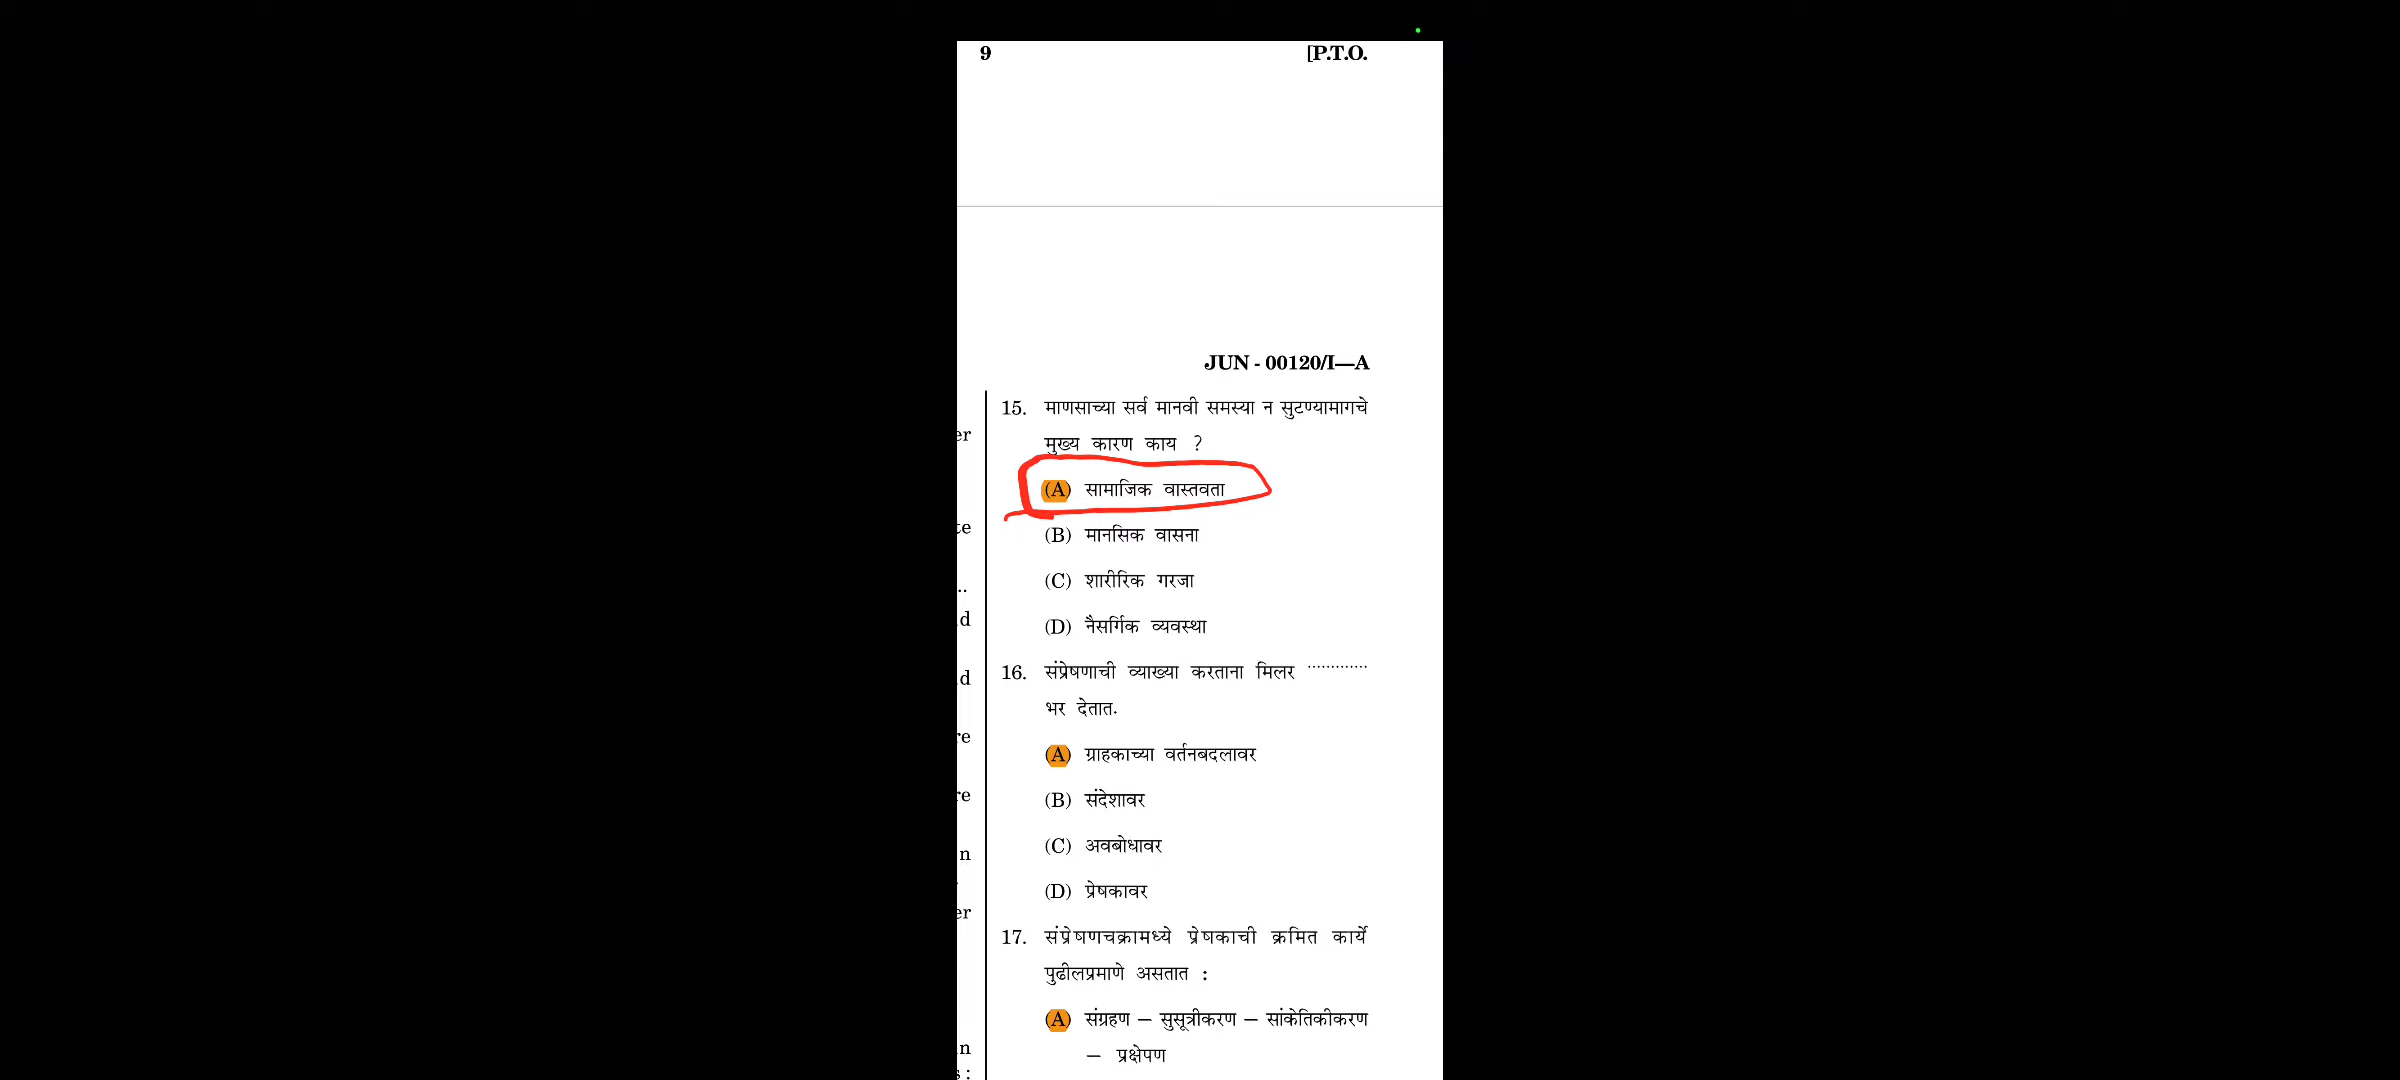 9 [P.T.O.
JUN - 00120/I—A
15. माणसाच्या सर्व मानवी समस्या न सुटण्यामागचे
मुख्य कारण काय ?
(A) सामाजिक वास्तवता
(B) मानसिक वासना
(C) शारीरिक गरजा
(D) नैसर्गिक व्यवस्था
16. संप्रेषणाची व्याख्या करताना मिलर .............
भर देतात.
(A) ग्राहकाच्या वर्तनबदलावर
(B) संदेशावर
(C) अवबोधावर
(D) प्रेषकावर
17. संप्रेषणचक्रामध्ये प्रेषकाची क्रमित कार्ये
पुढीलप्रमाणे असतात :
(A) संग्रहण — सुसूत्रीकरण — सांकेतिकीकरण
— प्रक्षेपण